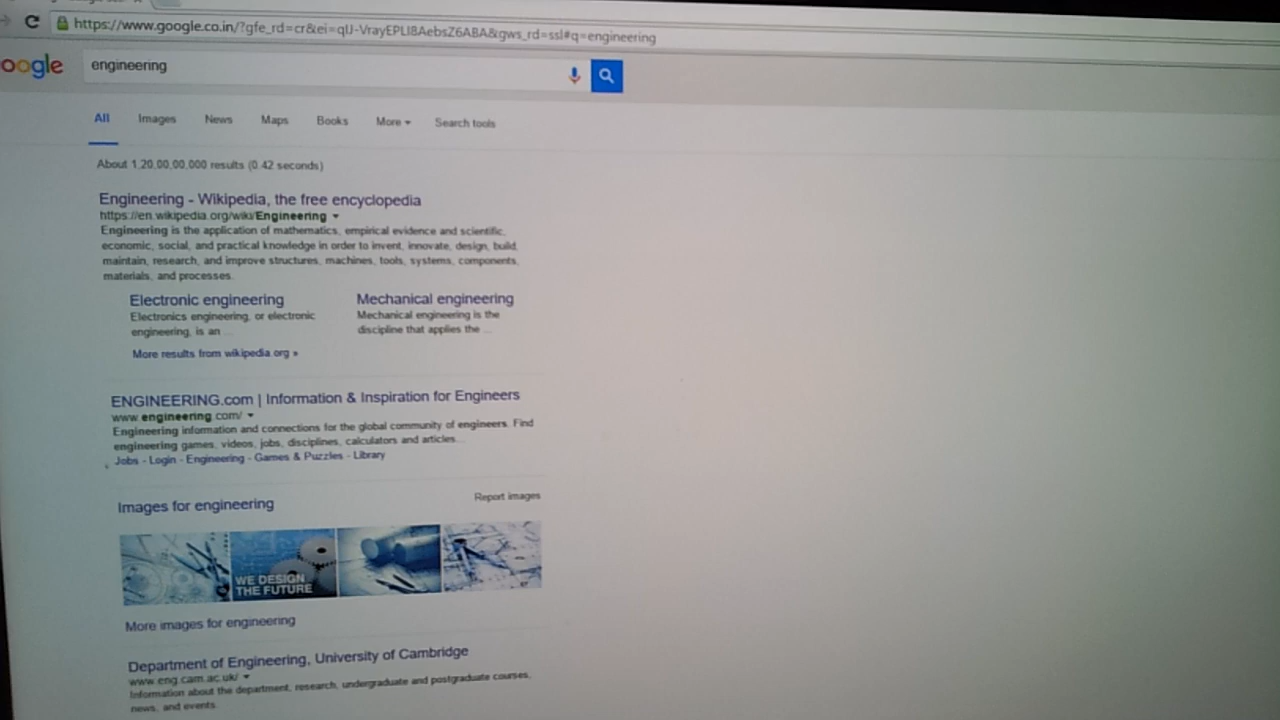 https://www.google.co.in/?gfe_rd=cr&ei=qIJ-VrayEPLI8AebsZ6ABA&gws_rd=ssl#q=engineering
oogle engineering
All Images News Maps Books More Search tools
About 1,20,00,00,000 results (0.42 seconds)
Engineering - Wikipedia, the free encyclopedia
https://en.wikipedia.org/wiki/Engineering
Engineering is the application of mathematics, empirical evidence and scientific,
economic, social, and practical knowledge in order to invent, innovate, design, build,
maintain, research, and improve structures, machines, tools, systems, components,
materials, and processes.
Electronic engineering Mechanical engineering
Electronics engineering, or electronic Mechanical engineering is the
engineering, is an ... discipline that applies the ...
More results from wikipedia.org »
ENGINEERING.com | Information & Inspiration for Engineers
www.engineering.com/
Engineering information and connections for the global community of engineers. Find
engineering games, videos, jobs, disciplines, calculators and articles...
Jobs - Login - Engineering - Games & Puzzles - Library
Images for engineering Report images
WE DESIGN
THE FUTURE
More images for engineering
Department of Engineering, University of Cambridge
www.eng.cam.ac.uk/
Information about the department, research, undergraduate and postgraduate courses,
news, and events.